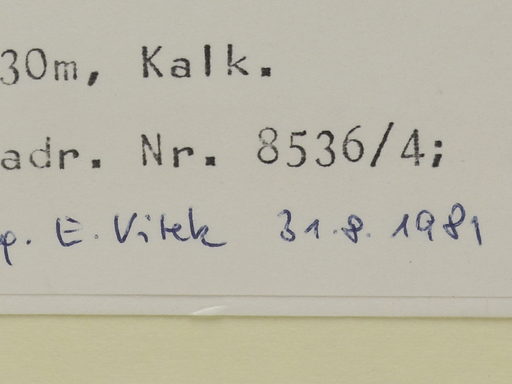 30m, Kalk.
adr. Nr. 8536/4;
p. E. Vitek 31.8.1981